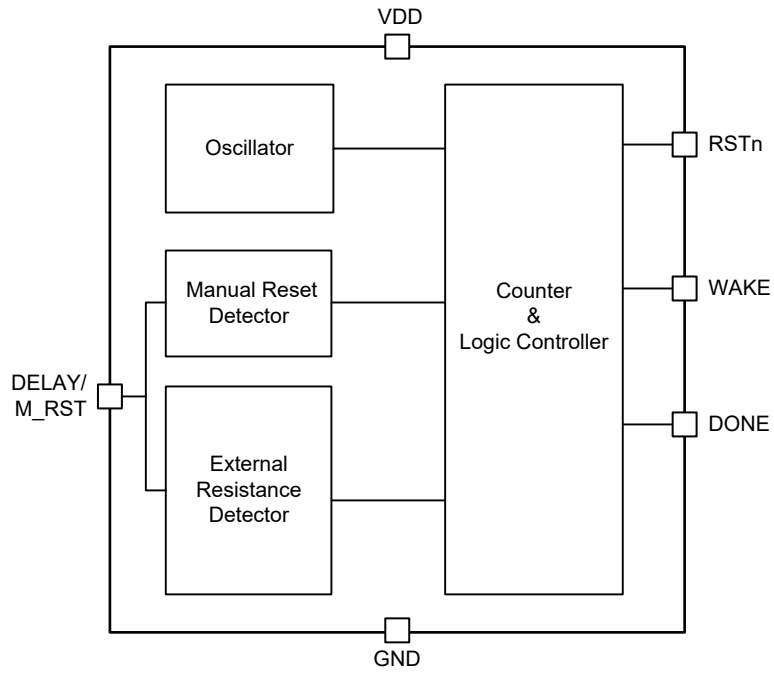 VDD
Oscillator
RSTn
Manual Reset
Detector
Counter
&
Logic Controller
WAKE
DELAY/
M_RST
DONE
External
Resistance
Detector
GND